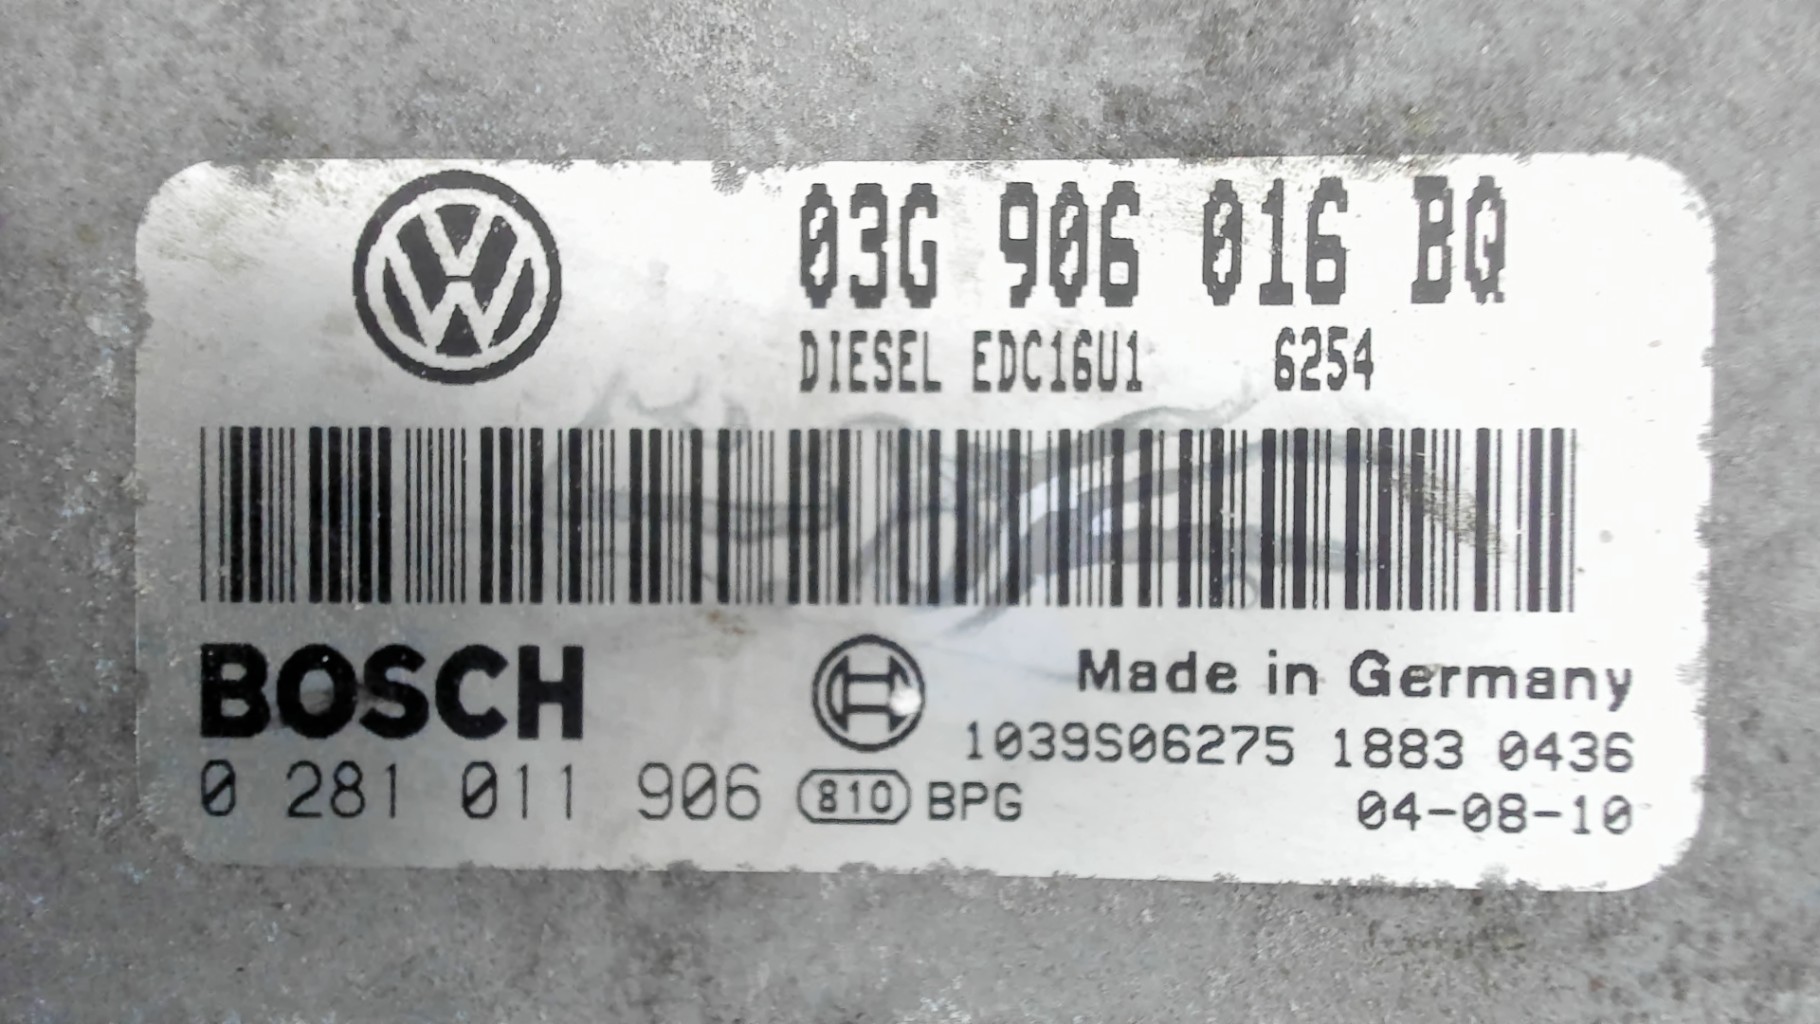 03G 906 016 BQ
DIESEL EDC16U1 6254
BOSCH
Made in Germany
1039S06275 1883 0436
0 281 011 906 810 BPG
04-08-10